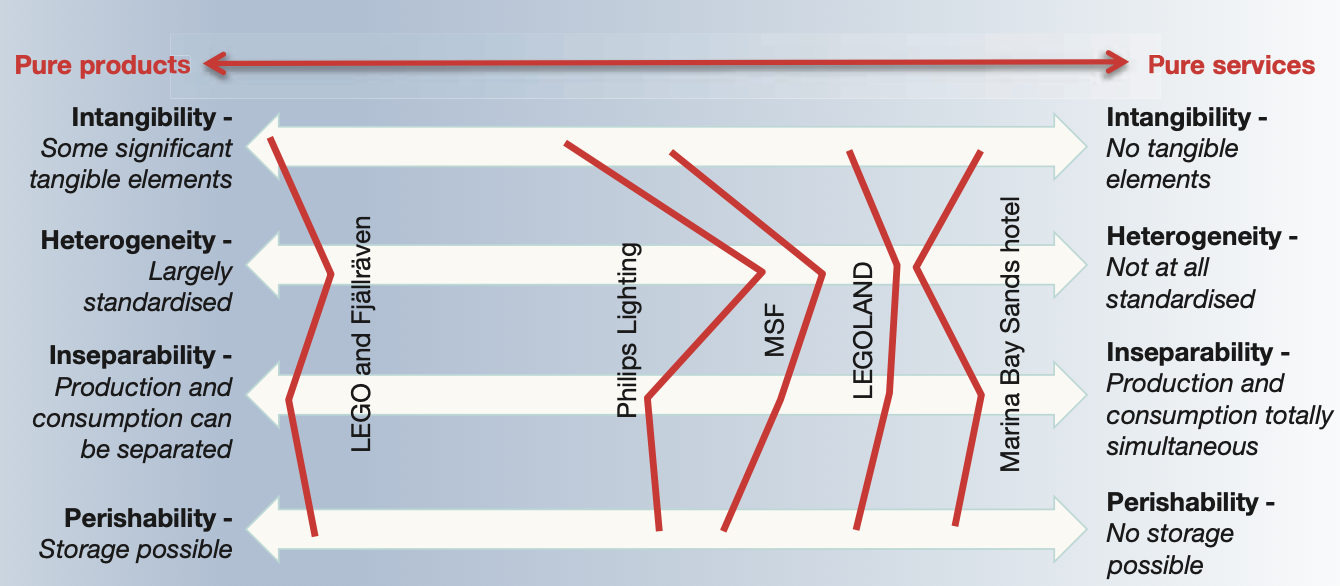 Pure products
Pure services
Intangibility -
Some significant
tangible elements
Intangibility -
No tangible
elements
Heterogeneity -
Largely
standardised
Heterogeneity -
Not at all
standardised
Inseparability -
Production and
consumption can
be separated
Inseparability -
Production and
consumption totally
simultaneous
Perishability -
Storage possible
Perishability -
No storage
possible
LEGO and Fjällräven
Philips Lighting
MSF
LEGOLAND
Marina Bay Sands hotel